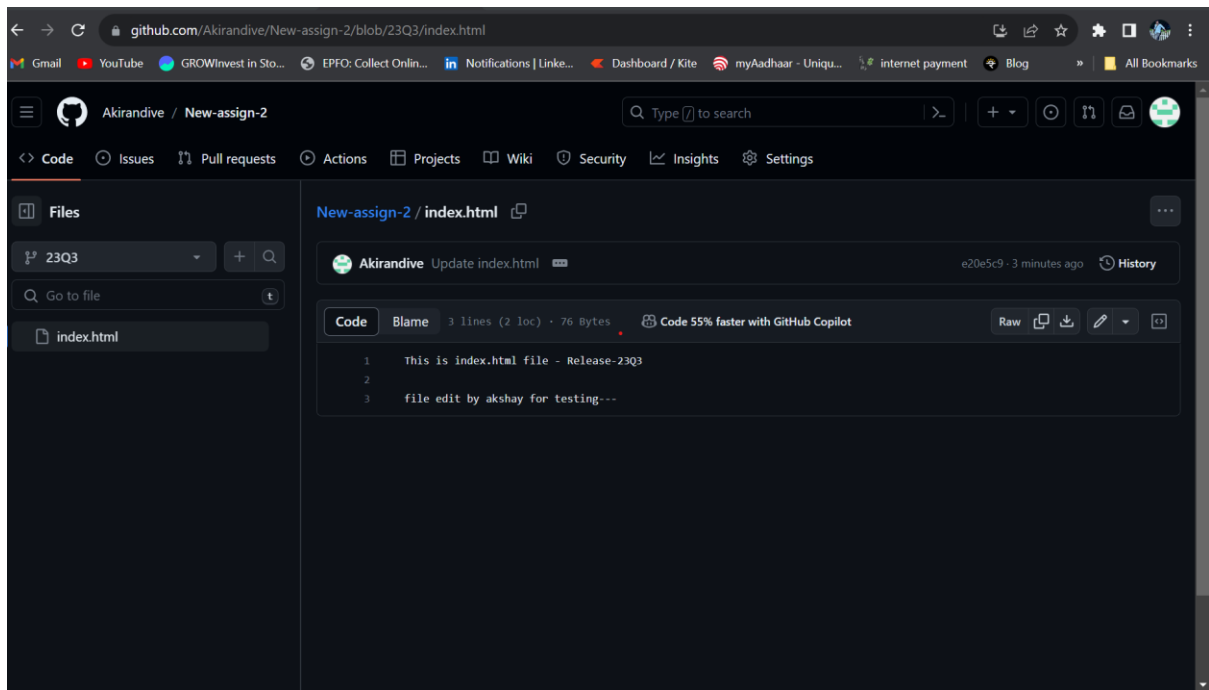 github.com/Akirandive/New-assign-2/blob/23Q3/index.html
Gmail YouTube GROWInvest in Sto... EPFO: Collect Onlin... Notifications | Linke... Dashboard / Kite myAadhaar - Uniqu... internet payment Blog » All Bookmarks
Akirandive / New-assign-2 Type / to search
Code Issues Pull requests Actions Projects Wiki Security Insights Settings
Files New-assign-2 / index.html
23Q3
Akirandive Update index.html e20e5c9 · 3 minutes ago History
Go to file t
Code Blame 3 lines (2 loc) · 76 Bytes Code 55% faster with GitHub Copilot Raw
index.html
1 This is index.html file - Release-23Q3
2
3 file edit by akshay for testing---